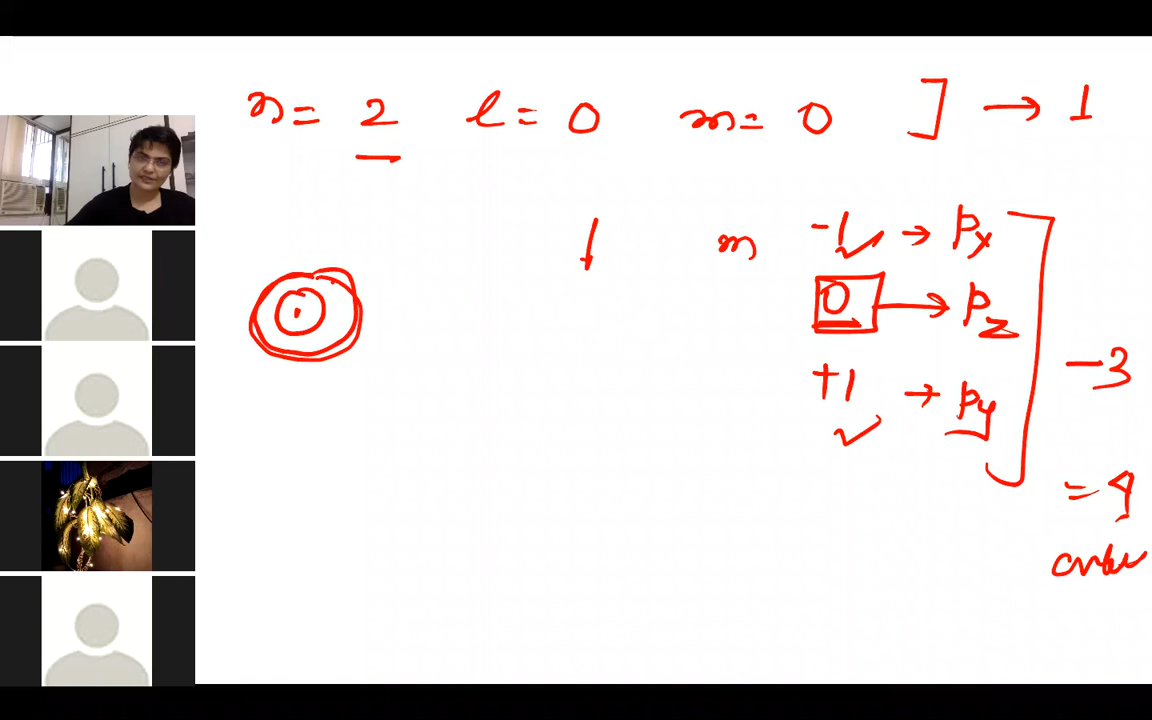 n = 2 l = 0 m = 0 ] → 1
m -1 ✓ → px
0 → pz
+1 ✓ → py
- 3
= 4